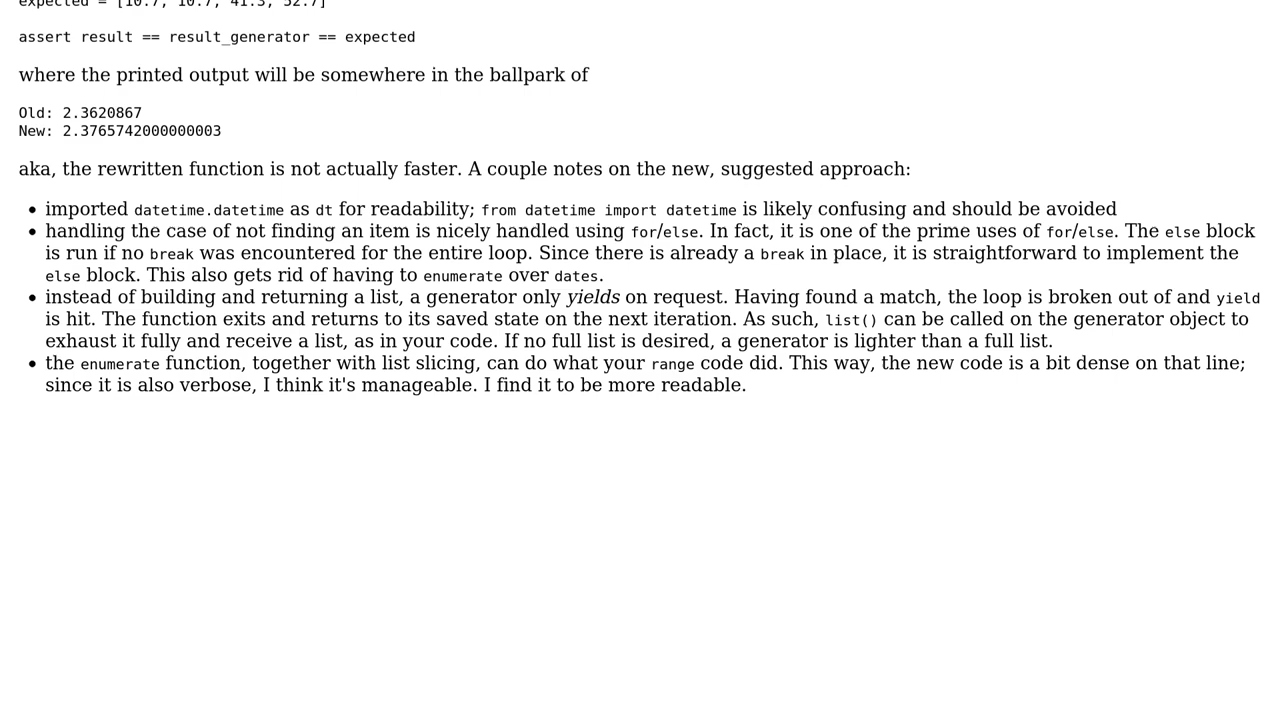 expected = [10.7, 10.7, 41.3, 52.7]
assert result == result_generator == expected
where the printed output will be somewhere in the ballpark of
Old: 2.3620867
New: 2.3765742000000003
aka, the rewritten function is not actually faster. A couple notes on the new, suggested approach:
• imported datetime.datetime as dt for readability; from datetime import datetime is likely confusing and should be avoided
• handling the case of not finding an item is nicely handled using for/else. In fact, it is one of the prime uses of for/else. The else block
is run if no break was encountered for the entire loop. Since there is already a break in place, it is straightforward to implement the
else block. This also gets rid of having to enumerate over dates.
• instead of building and returning a list, a generator only yields on request. Having found a match, the loop is broken out of and yield
is hit. The function exits and returns to its saved state on the next iteration. As such, list() can be called on the generator object to
exhaust it fully and receive a list, as in your code. If no full list is desired, a generator is lighter than a full list.
• the enumerate function, together with list slicing, can do what your range code did. This way, the new code is a bit dense on that line;
since it is also verbose, I think it's manageable. I find it to be more readable.